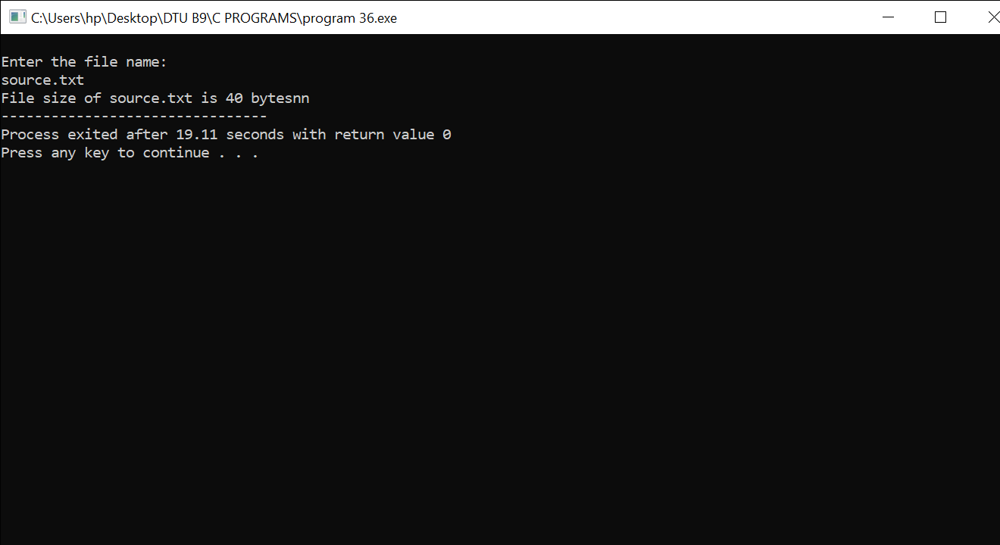 C:\Users\hp\Desktop\DTU B9\C PROGRAMS\program 36.exe
Enter the file name:
source.txt
File size of source.txt is 40 bytesnn
--------------------------------
Process exited after 19.11 seconds with return value 0
Press any key to continue . . .